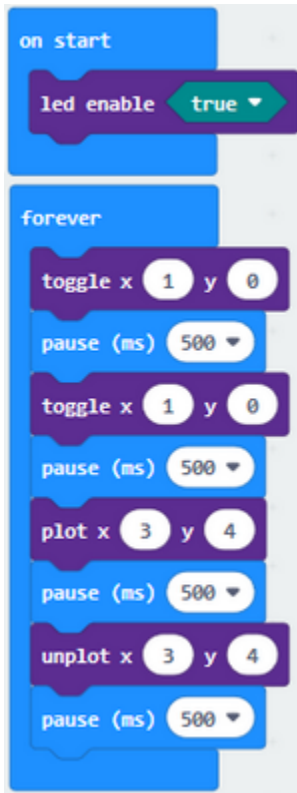 on start
led enable true
forever
toggle x 1 y 0
pause (ms) 500
toggle x 1 y 0
pause (ms) 500
plot x 3 y 4
pause (ms) 500
unplot x 3 y 4
pause (ms) 500